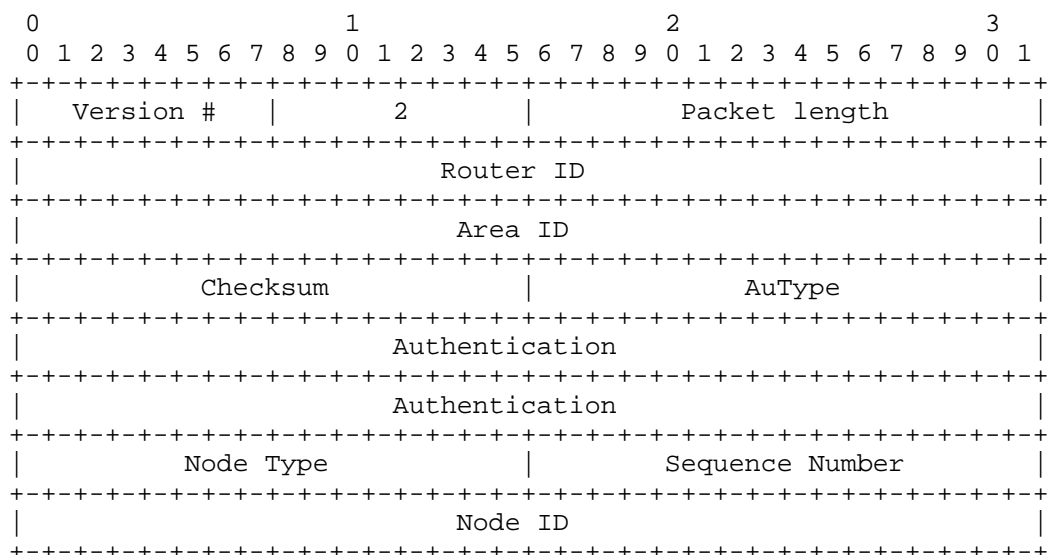 0                   1                   2                   3
 0 1 2 3 4 5 6 7 8 9 0 1 2 3 4 5 6 7 8 9 0 1 2 3 4 5 6 7 8 9 0 1
+-+-+-+-+-+-+-+-+-+-+-+-+-+-+-+-+-+-+-+-+-+-+-+-+-+-+-+-+-+-+-+-+
|   Version #   |       2       |         Packet length         |
+-+-+-+-+-+-+-+-+-+-+-+-+-+-+-+-+-+-+-+-+-+-+-+-+-+-+-+-+-+-+-+-+
|                          Router ID                            |
+-+-+-+-+-+-+-+-+-+-+-+-+-+-+-+-+-+-+-+-+-+-+-+-+-+-+-+-+-+-+-+-+
|                           Area ID                             |
+-+-+-+-+-+-+-+-+-+-+-+-+-+-+-+-+-+-+-+-+-+-+-+-+-+-+-+-+-+-+-+-+
|           Checksum            |             AuType            |
+-+-+-+-+-+-+-+-+-+-+-+-+-+-+-+-+-+-+-+-+-+-+-+-+-+-+-+-+-+-+-+-+
|                       Authentication                          |
+-+-+-+-+-+-+-+-+-+-+-+-+-+-+-+-+-+-+-+-+-+-+-+-+-+-+-+-+-+-+-+-+
|                       Authentication                          |
+-+-+-+-+-+-+-+-+-+-+-+-+-+-+-+-+-+-+-+-+-+-+-+-+-+-+-+-+-+-+-+-+
|          Node Type            |        Sequence Number        |
+-+-+-+-+-+-+-+-+-+-+-+-+-+-+-+-+-+-+-+-+-+-+-+-+-+-+-+-+-+-+-+-+
|                           Node ID                             |
+-+-+-+-+-+-+-+-+-+-+-+-+-+-+-+-+-+-+-+-+-+-+-+-+-+-+-+-+-+-+-+-+